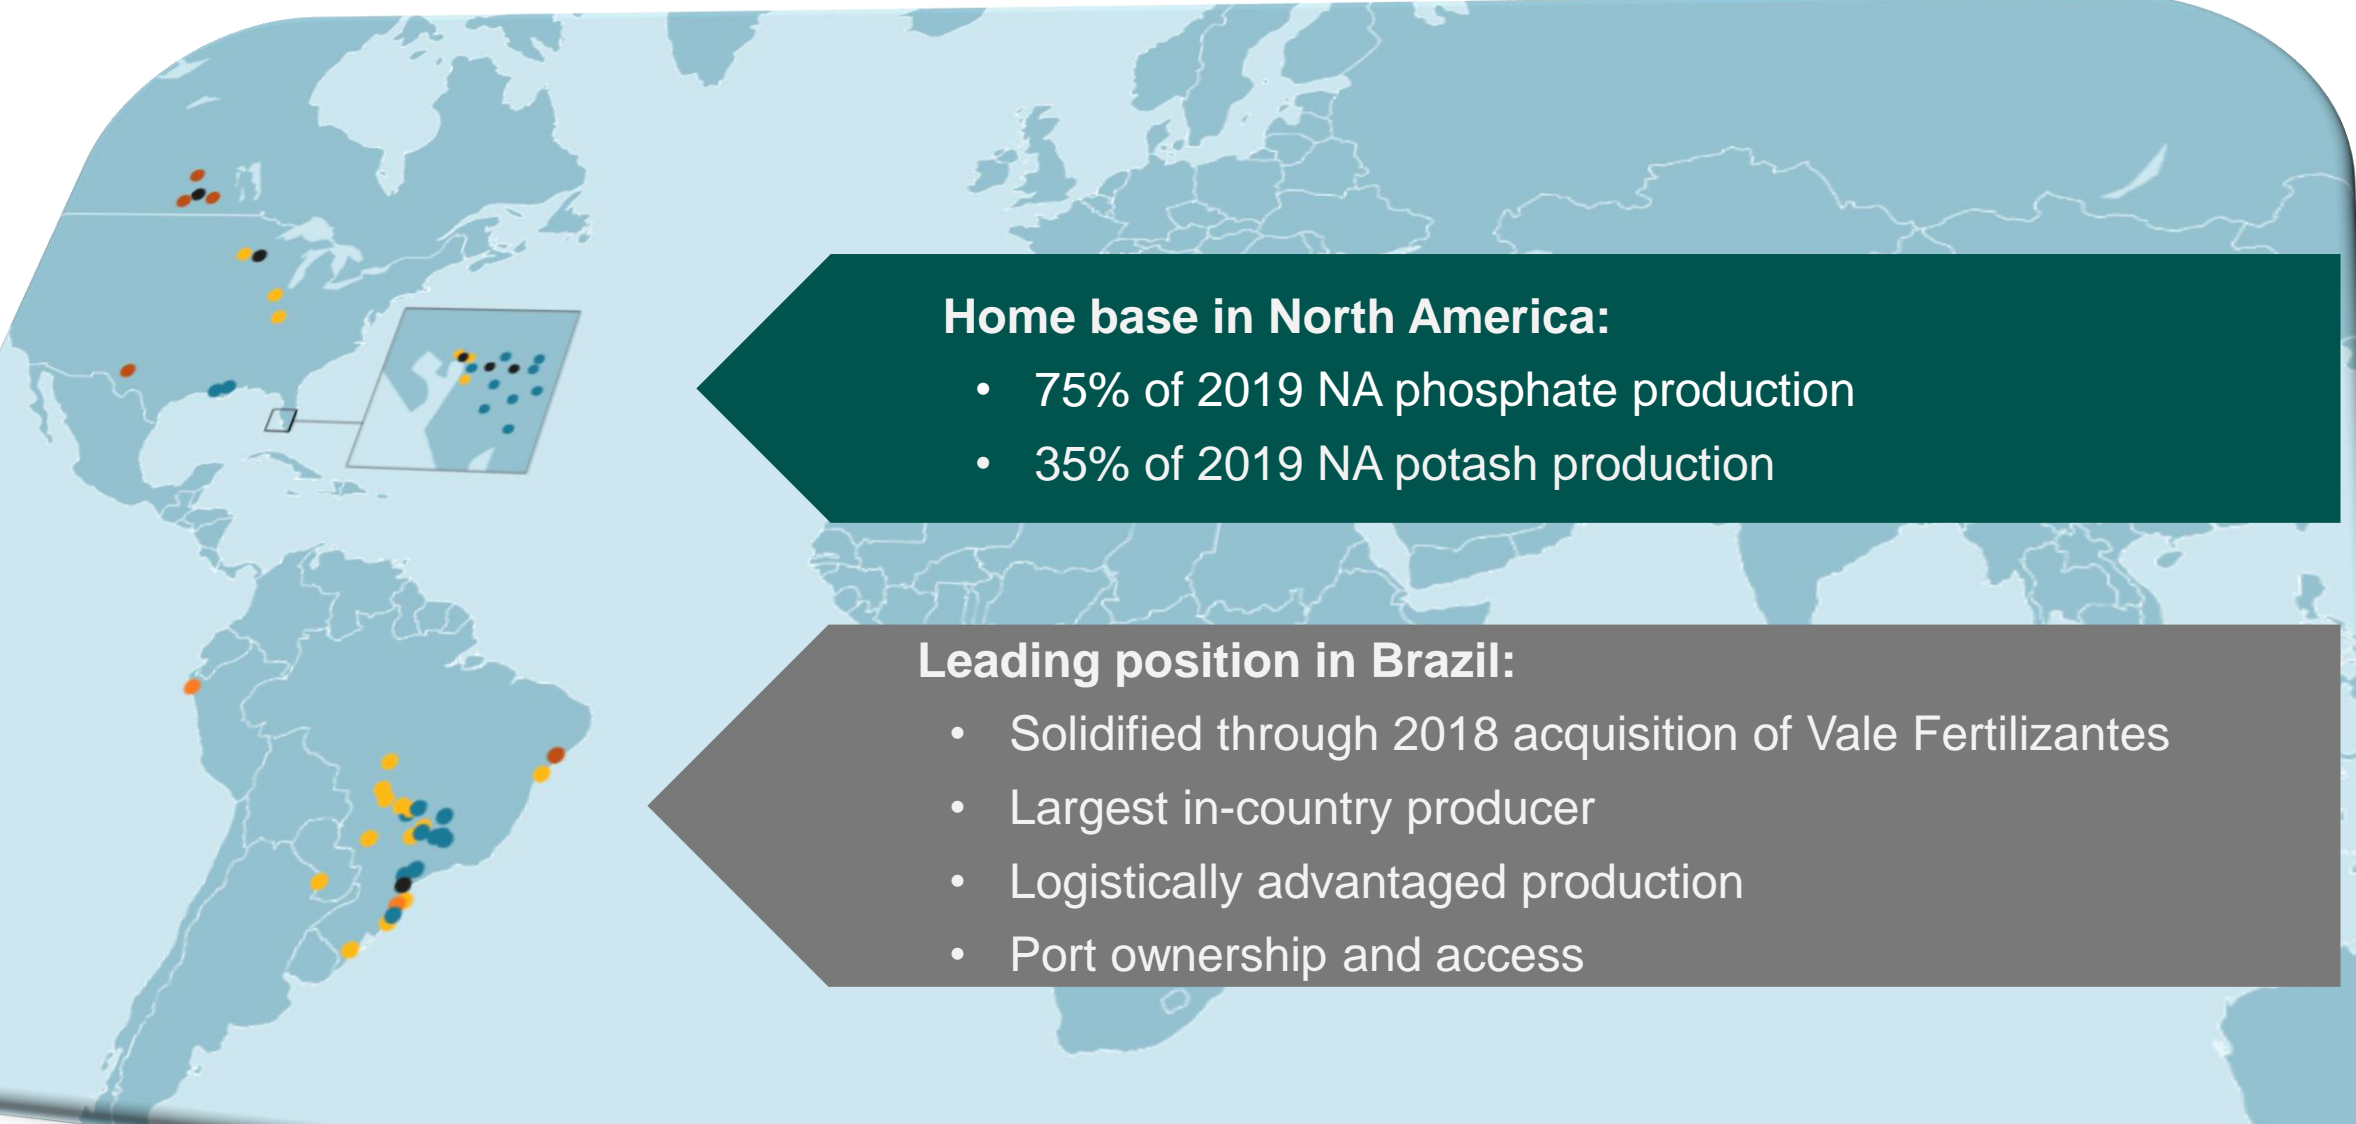 Home base in North America:
• 75% of 2019 NA phosphate production
• 35% of 2019 NA potash production
Leading position in Brazil:
• Solidified through 2018 acquisition of Vale Fertilizantes
• Largest in-country producer
• Logistically advantaged production
• Port ownership and access